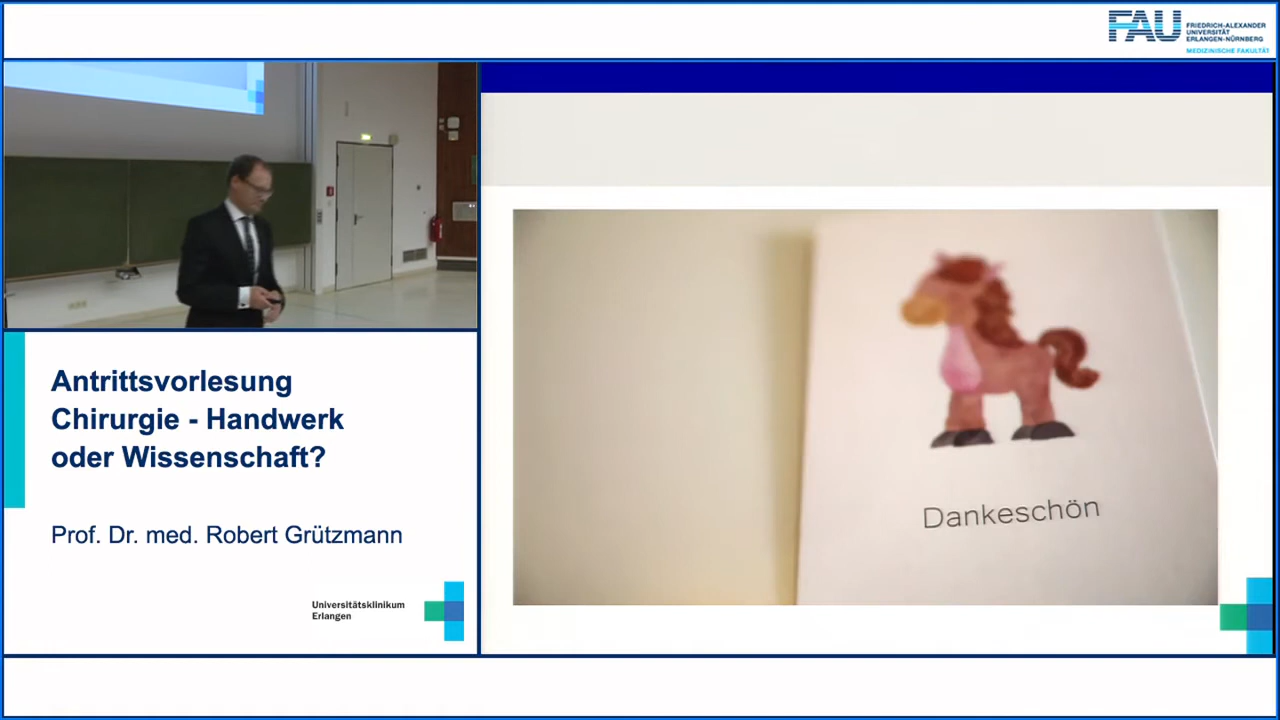 FAU
FRIEDRICH-ALEXANDER
UNIVERSITÄT
ERLANGEN-NÜRNBERG
MEDIZINISCHE FAKULTÄT
Antrittsvorlesung
Chirurgie - Handwerk
oder Wissenschaft?
Prof. Dr. med. Robert Grützmann
Universitätsklinikum
Erlangen
Dankeschön